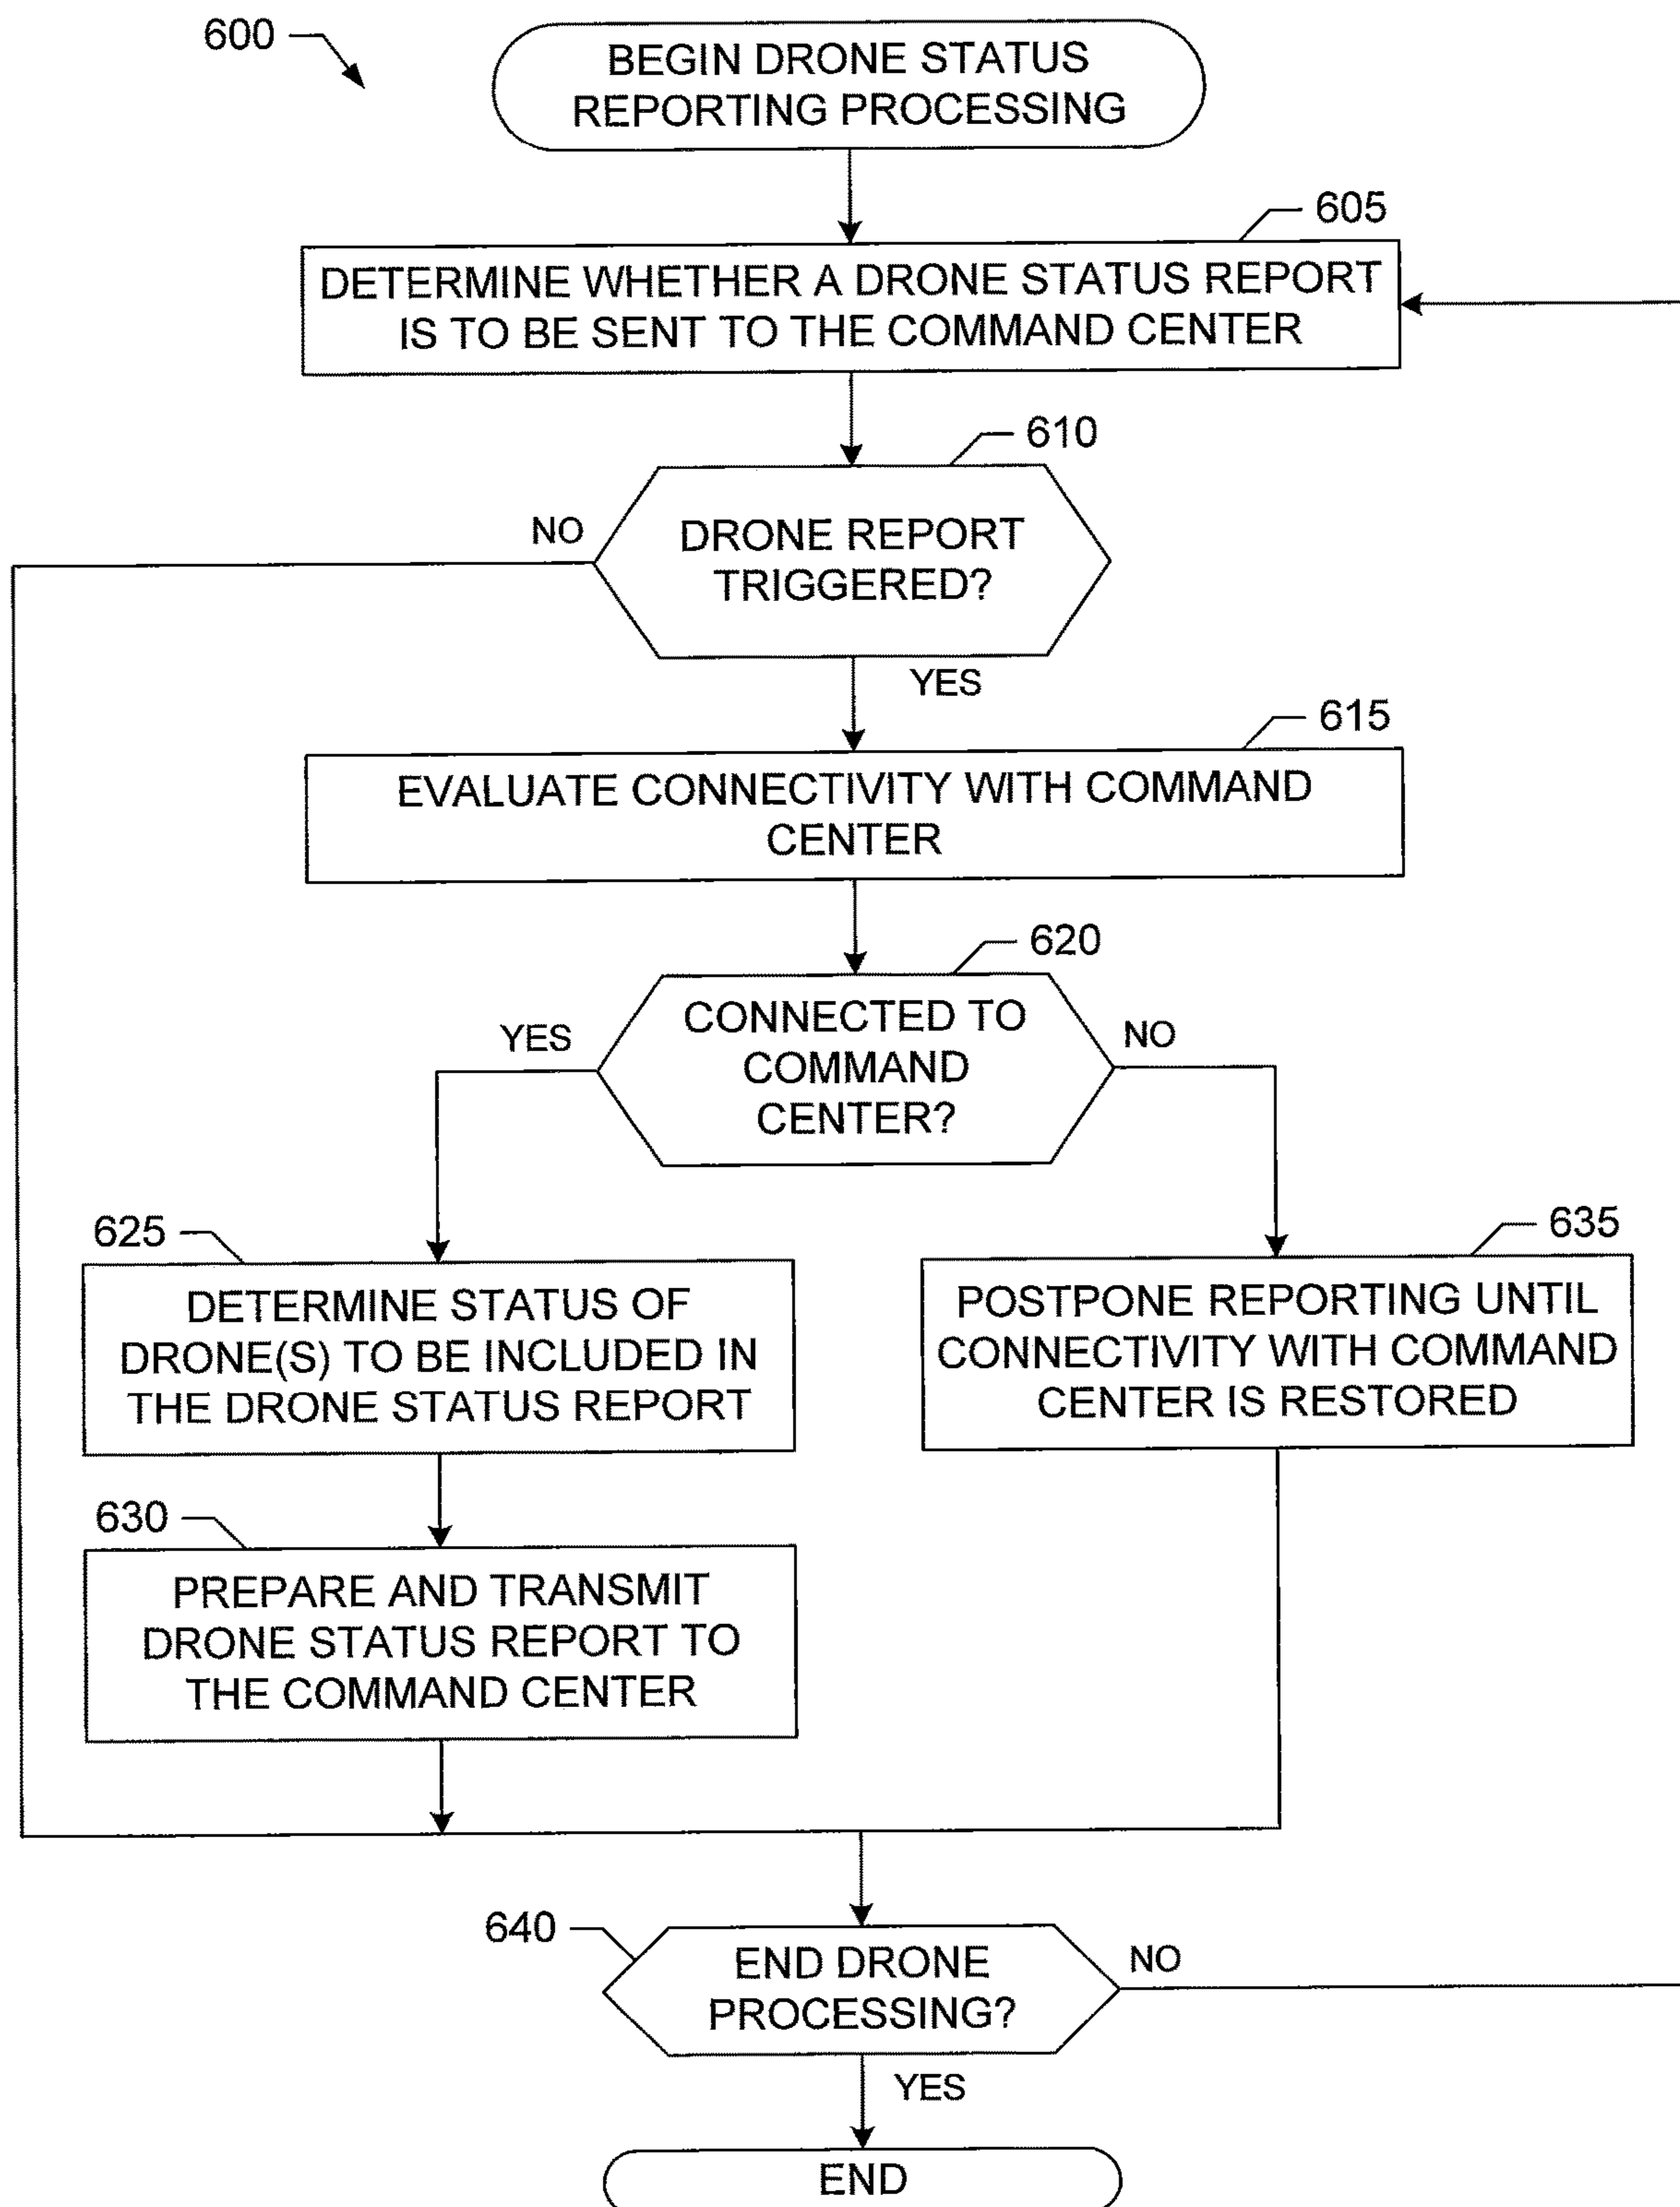 600
BEGIN DRONE STATUS
REPORTING PROCESSING
605
DETERMINE WHETHER A DRONE STATUS REPORT
IS TO BE SENT TO THE COMMAND CENTER
610
NO
DRONE REPORT
TRIGGERED?
YES
615
EVALUATE CONNECTIVITY WITH COMMAND
CENTER
620
YES
CONNECTED TO
COMMAND
CENTER?
NO
625
DETERMINE STATUS OF
DRONE(S) TO BE INCLUDED IN
THE DRONE STATUS REPORT
635
POSTPONE REPORTING UNTIL
CONNECTIVITY WITH COMMAND
CENTER IS RESTORED
630
PREPARE AND TRANSMIT
DRONE STATUS REPORT TO
THE COMMAND CENTER
640
END DRONE
PROCESSING?
NO
YES
END